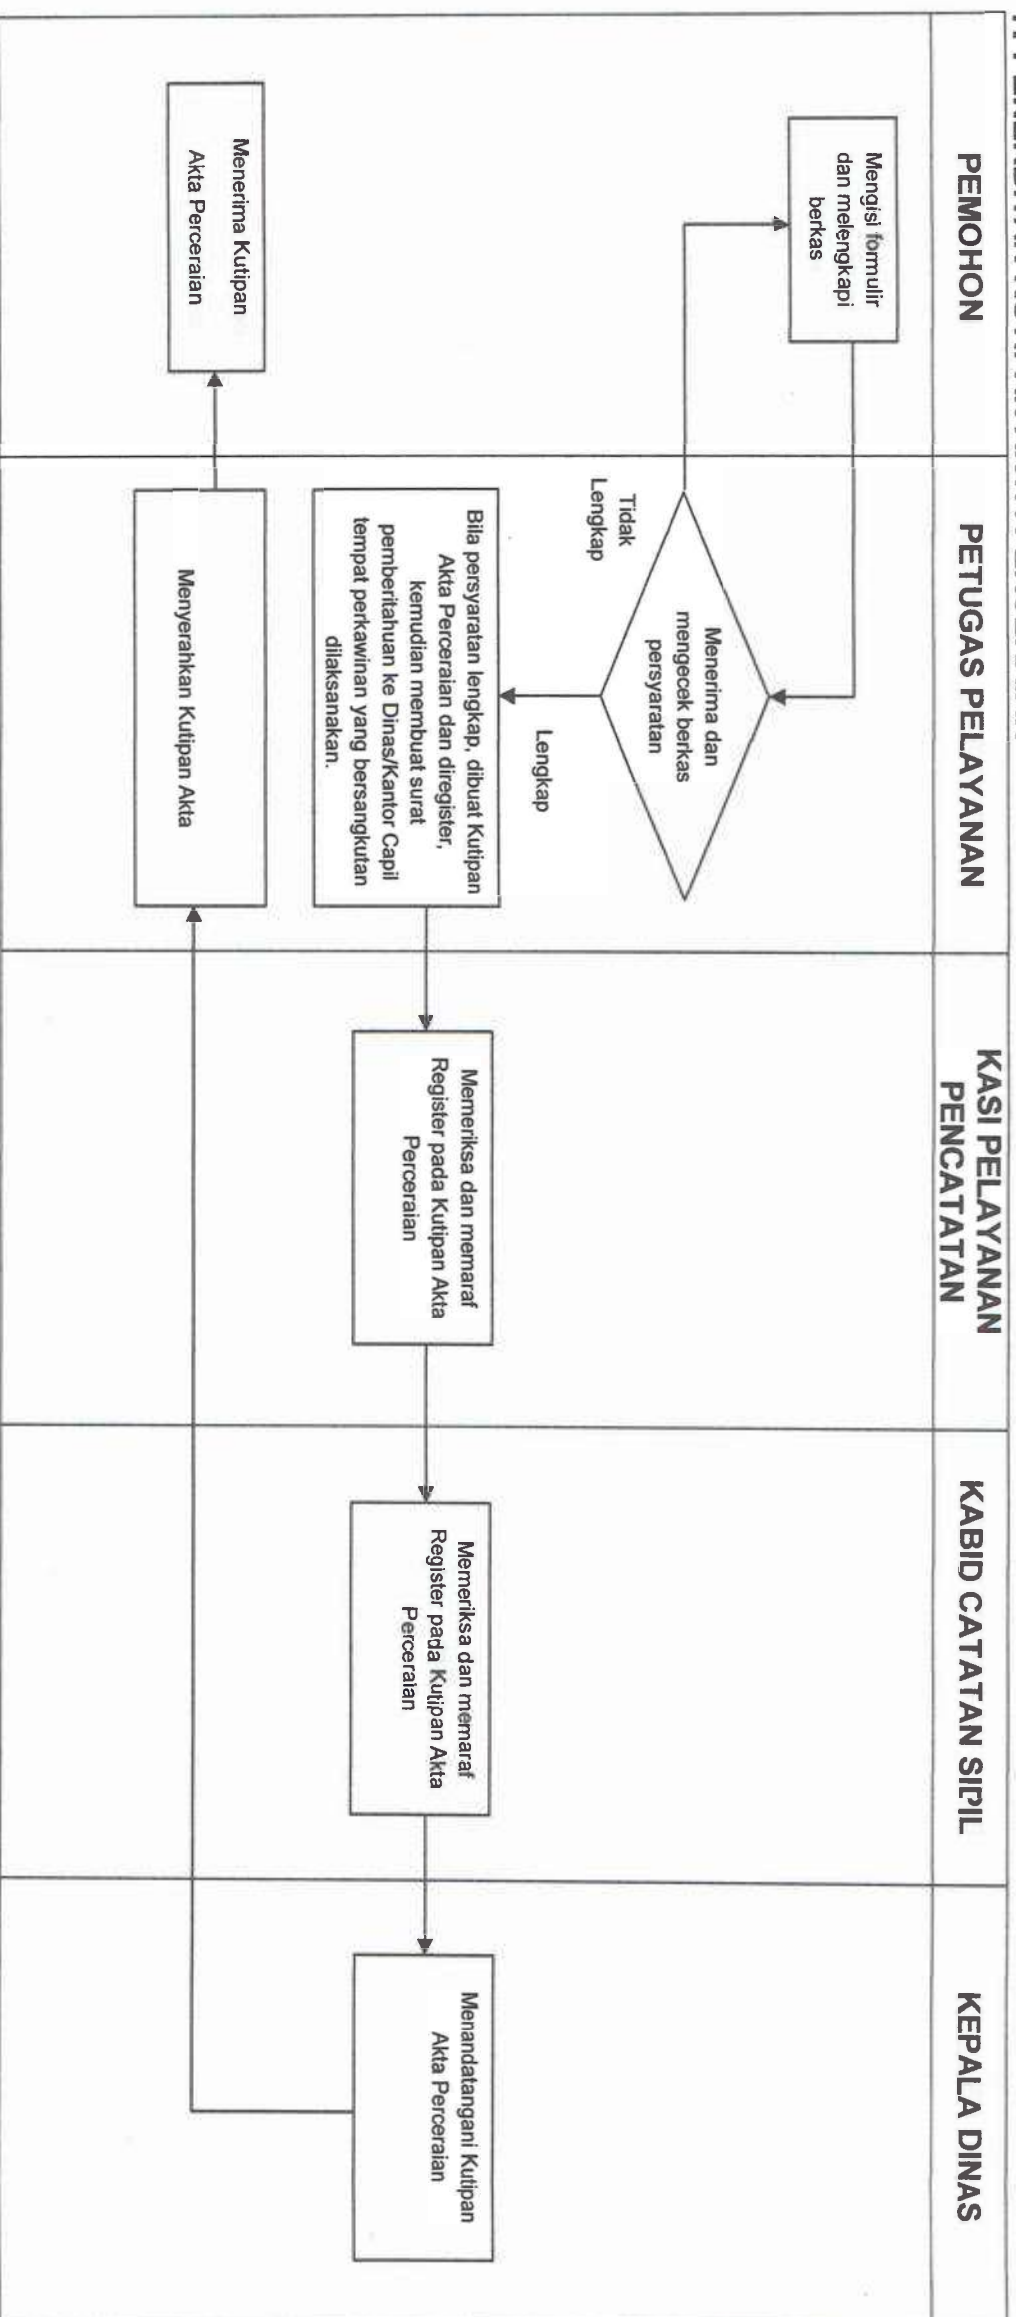 PEMOHON
PETUGAS PELAYANAN
KASI PELAYANAN
PENCATATAN
KABID CATATAN SIPIL
KEPALA DINAS
Mengisi formulir
dan melengkapi
berkas
Menerima dan
mengecek berkas
persyaratan
Tidak
Lengkap
Lengkap
Bila persyaratan lengkap, dibuat Kutipan
Akta Perceraian dan diregister,
kemudian membuat surat
pemberitahuan ke Dinas/Kantor Capil
tempat perkawinan yang bersangkutan
dilaksanakan.
Memeriksa dan memaraf
Register pada Kutipan Akta
Perceraian
Memeriksa dan memaraf
Register pada Kutipan Akta
Perceraian
Menandatangani Kutipan
Akta Perceraian
Menyerahkan Kutipan Akta
Menerima Kutipan
Akta Perceraian